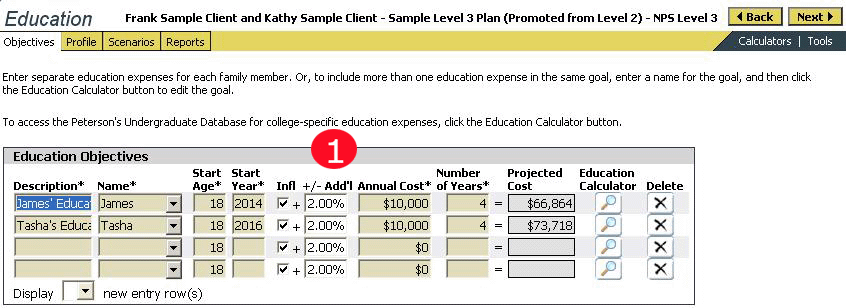 Education Frank Sample Client and Kathy Sample Client - Sample Level 3 Plan (Promoted from Level 2) - NPS Level 3 Back Next
Objectives Profile Scenarios Reports Calculators | Tools
Enter separate education expenses for each family member. Or, to include more than one education expense in the same goal, enter a name for the goal, and then click
the Education Calculator button to edit the goal.
To access the Peterson's Undergraduate Database for college-specific education expenses, click the Education Calculator button.
1
Education Objectives
Start Start Number Projected Education
Description* Name* Age* Year* Infl +/- Add'l Annual Cost* of Years* Cost Calculator Delete
James' Educa James 18 2014 + 2.00% $10,000 4 = $66,864
Tasha's Educa Tasha 18 2016 + 2.00% $10,000 4 = $73,718
18 + 2.00% $0 =
18 + 2.00% $0 =
Display new entry row(s)